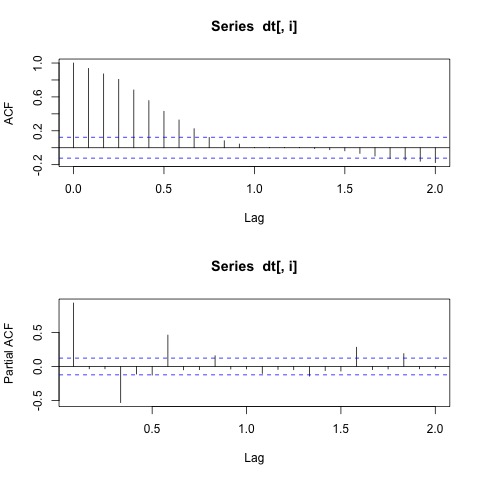 Series dt[, i]
ACF
1.0
0.6
0.2
-0.2
0.0 0.5 1.0 1.5 2.0
Lag
Series dt[, i]
Partial ACF
0.5
0.0
-0.5
0.5 1.0 1.5 2.0
Lag